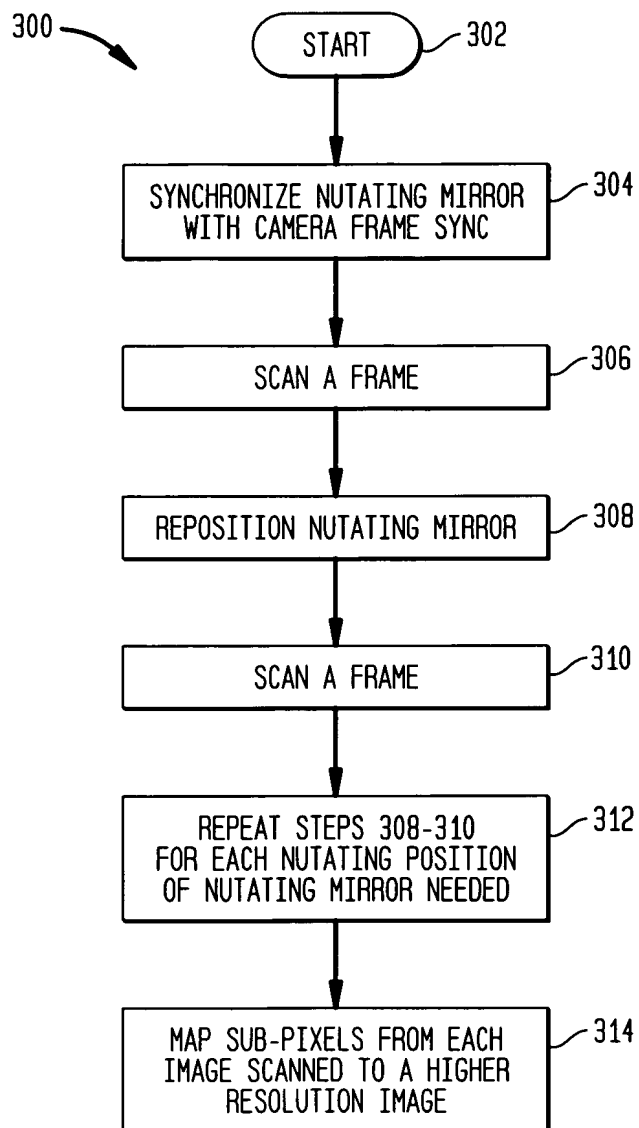 300
START
302
SYNCHRONIZE NUTATING MIRROR
WITH CAMERA FRAME SYNC
304
SCAN A FRAME
306
REPOSITION NUTATING MIRROR
308
SCAN A FRAME
310
REPEAT STEPS 308-310
FOR EACH NUTATING POSITION
OF NUTATING MIRROR NEEDED
312
MAP SUB-PIXELS FROM EACH
IMAGE SCANNED TO A HIGHER
RESOLUTION IMAGE
314